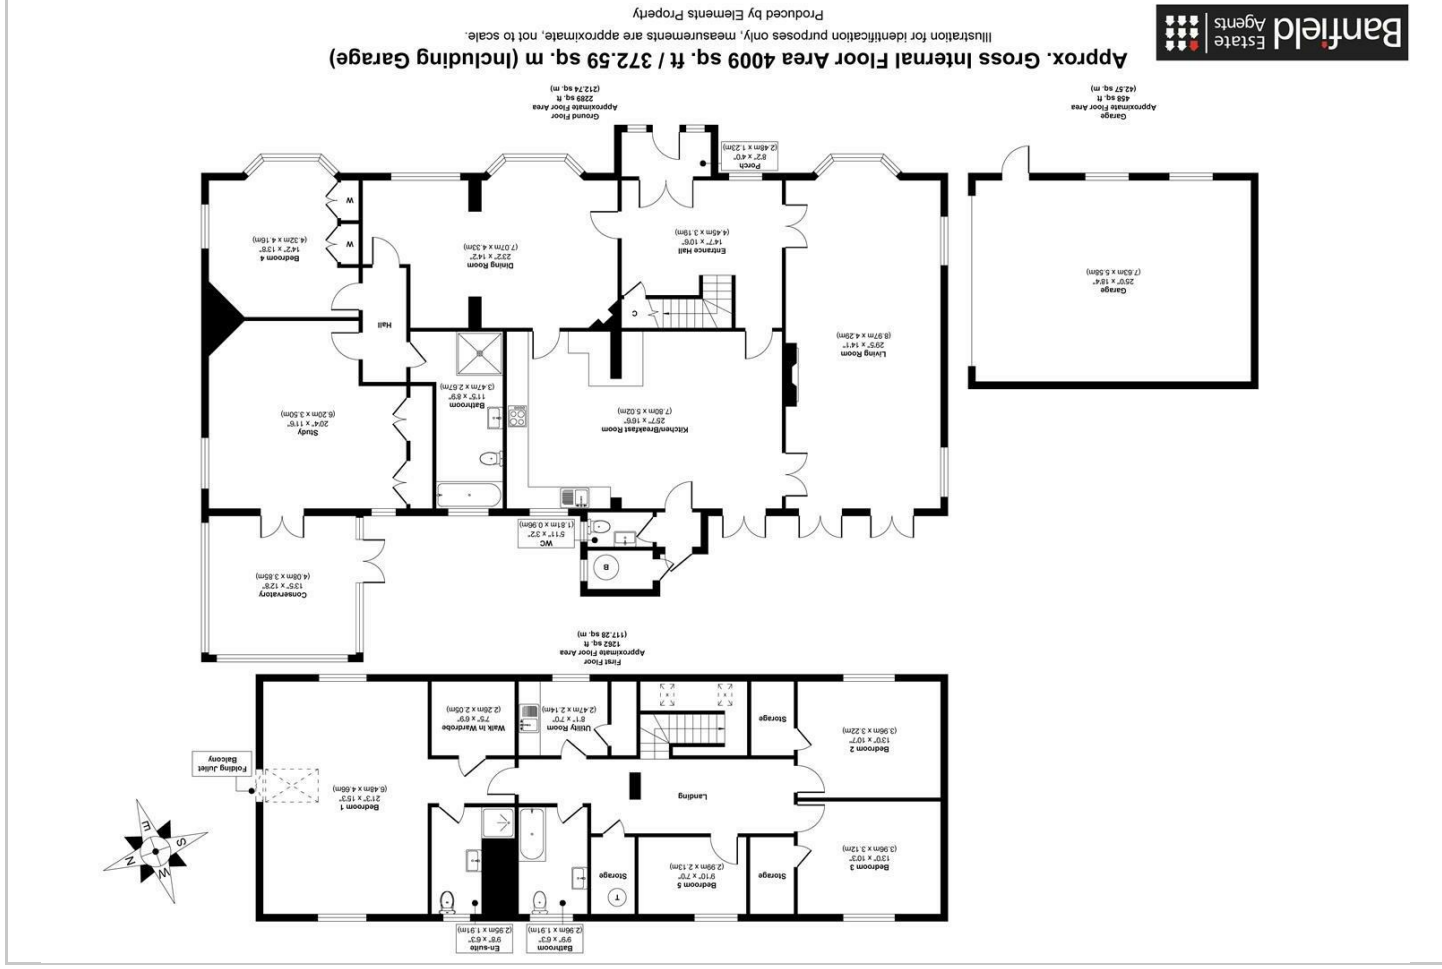 Bathroom
9'9" x 6'3"
(2.96m x 1.91m)
En-suite
9'8" x 6'3"
(2.95m x 1.91m)
Bedroom 3
13'0" x 10'3"
(3.96m x 3.12m)
Storage
Bedroom 5
9'10" x 7'0"
(2.99m x 2.13m)
T
Storage
W
N
S
E
Landing
Bedroom 1
21'3" x 15'3"
(6.48m x 4.66m)
Folding Juliet
Balcony
Bedroom 2
13'0" x 10'7"
(3.96m x 3.22m)
Storage
Utility Room
8'1" x 7'0"
(2.47m x 2.14m)
Walk In Wardrobe
7'5" x 6'9"
(2.26m x 2.05m)
First Floor
Approximate Floor Area
1262 sq. ft
(117.28 sq. m)
B
Conservatory
13'5" x 12'8"
(4.08m x 3.85m)
WC
5'11" x 3'2"
(1.81m x 0.96m)
Kitchen/Breakfast Room
25'7" x 16'6"
(7.80m x 5.02m)
Study
20'4" x 11'6"
(6.20m x 3.50m)
Bathroom
11'5" x 8'9"
(3.47m x 2.67m)
Living Room
29'5" x 14'1"
(8.97m x 4.29m)
Hall
C
Garage
25'0" x 18'4
(7.63m x 5.58m)
Entrance Hall
14'7" x 10'6"
(4.45m x 3.19m)
Dining Room
23'2" x 14'2"
(7.07m x 4.33m)
Bedroom 4
14'2" x 13'8"
(4.32m x 4.16m)
W
W
Porch
8'2" x 4'0"
(2.48m x 1.23m)
Garage
Approximate Floor Area
458 sq. ft
(42.57 sq. m)
Ground Floor
Approximate Floor Area
2289 sq. ft
(212.74 sq. m)
Approx. Gross Internal Floor Area 4009 sq. ft / 372.59 sq. m (Including Garage)
Illustration for identification purposes only, measurements are approximate, not to scale.
Produced by Elements Property
Banfield Estate
Agents